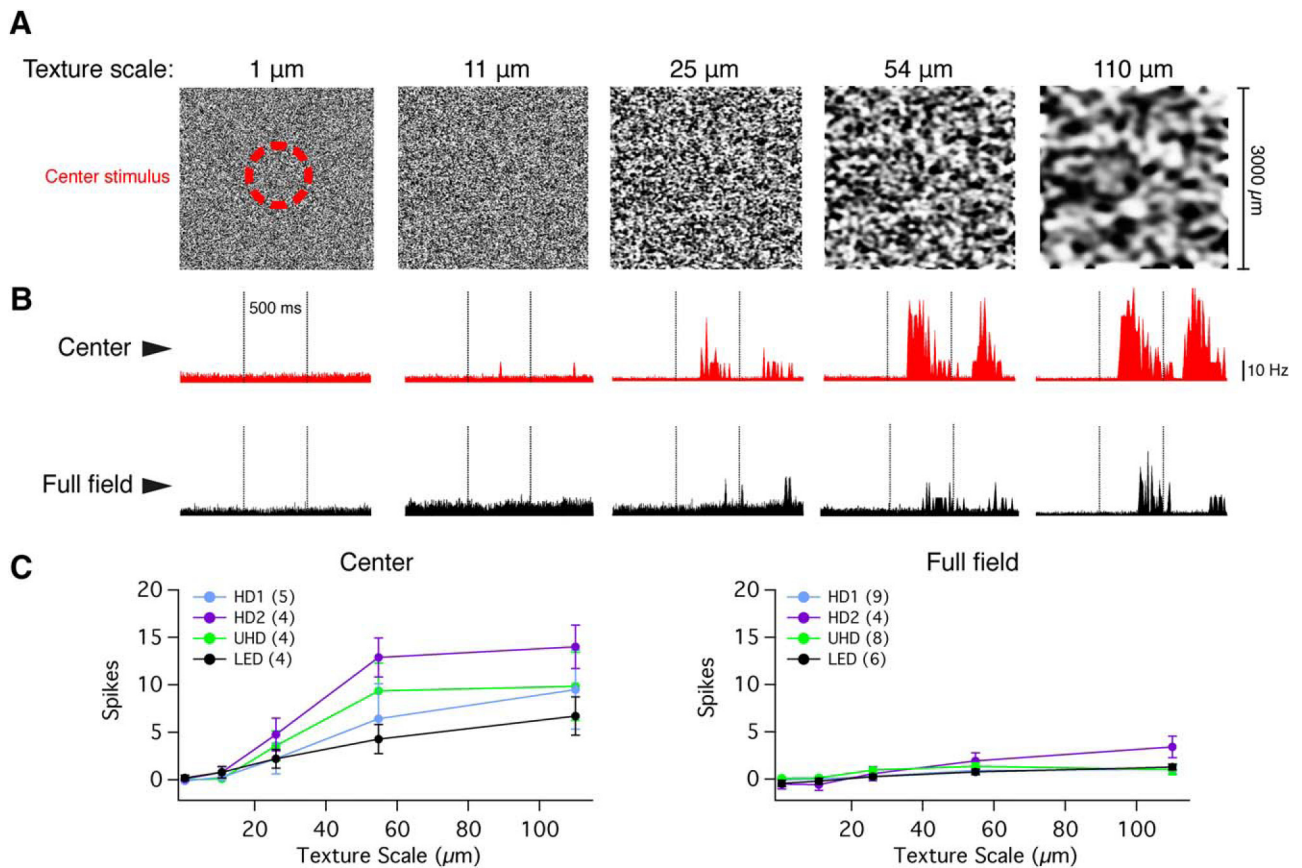 A
Texture scale: 1 µm 11 µm 25 µm 54 µm 110 µm
Center stimulus
3000 µm
B
500 ms
Center
10 Hz
Full field
C
Center
20
15
10
5
0
Spikes
HD1 (5)
HD2 (4)
UHD (4)
LED (4)
20 40 60 80 100
Texture Scale (µm)
Full field
20
15
10
5
0
Spikes
HD1 (9)
HD2 (4)
UHD (8)
LED (6)
20 40 60 80 100
Texture Scale (µm)